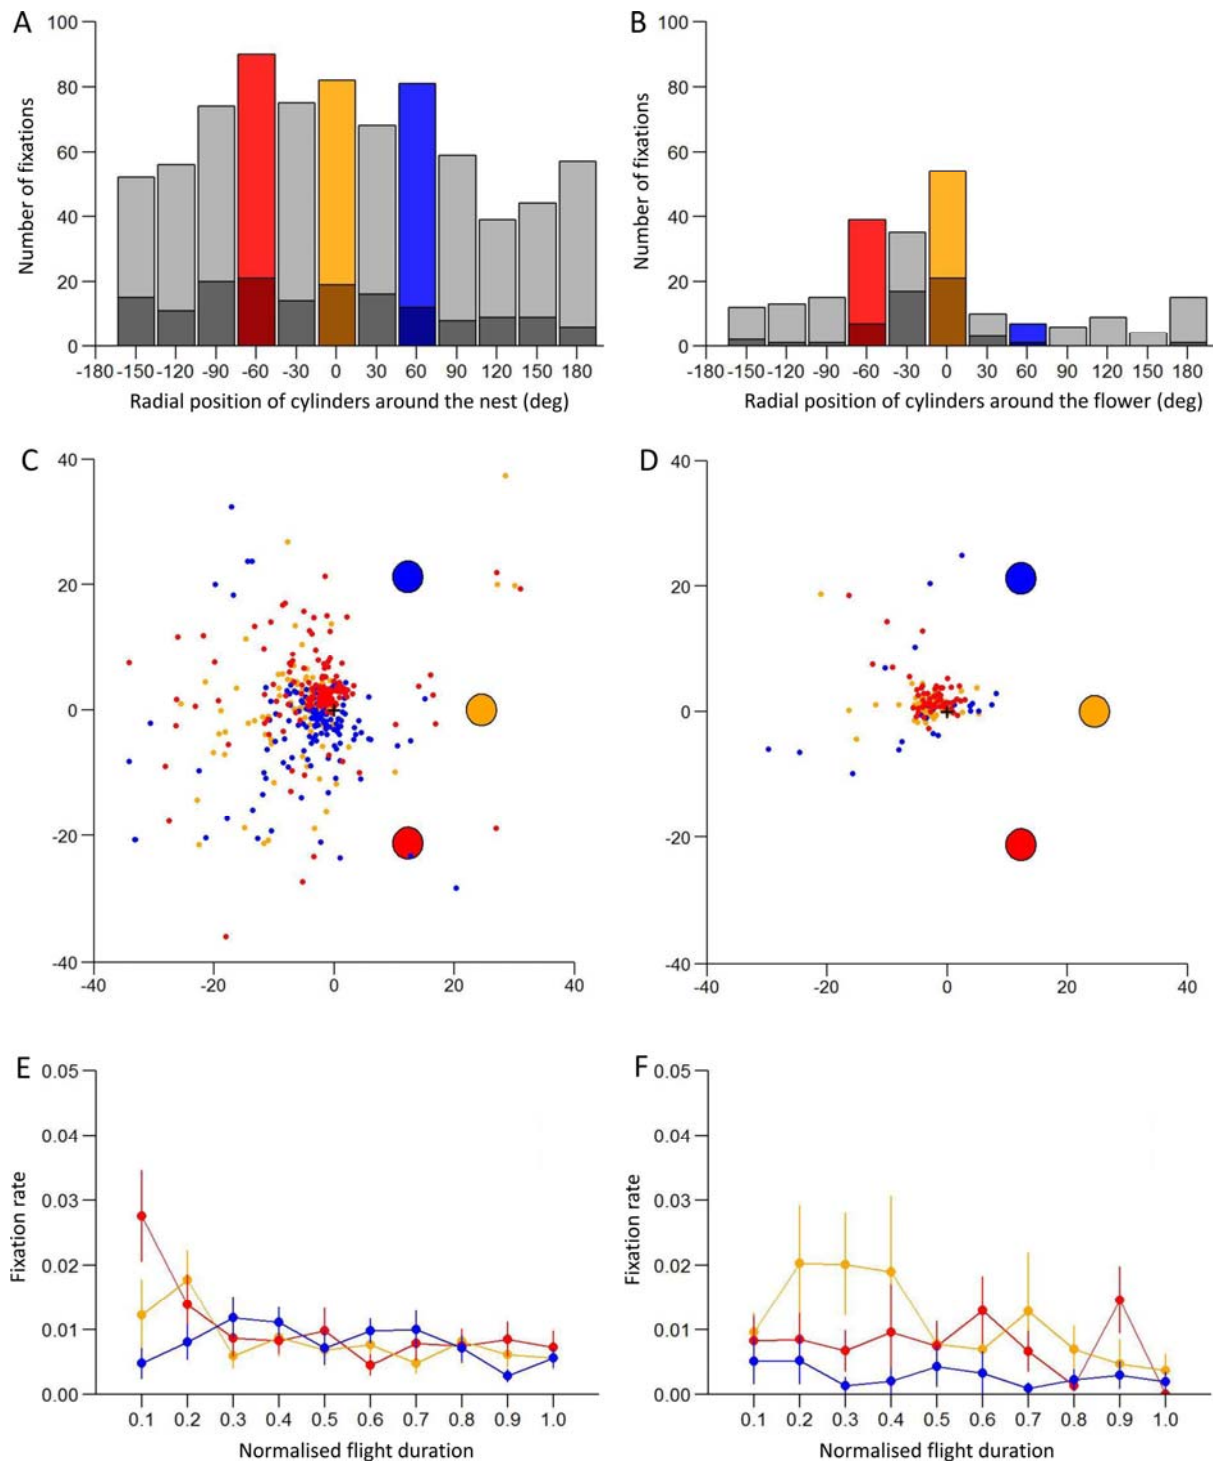 A
100
80
60
40
20
0
Number of fixations
-180 -150 -120 -90 -60 -30 0 30 60 90 120 150 180
Radial position of cylinders around the nest (deg)
B
100
80
60
40
20
0
Number of fixations
-180 -150 -120 -90 -60 -30 0 30 60 90 120 150 180
Radial position of cylinders around the flower (deg)
C
40
20
0
-20
-40
-40 -20 0 20 40
D
40
20
0
-20
-40
-40 -20 0 20 40
E
0.05
0.04
0.03
0.02
0.01
0.00
Fixation rate
0.1 0.2 0.3 0.4 0.5 0.6 0.7 0.8 0.9 1.0
Normalised flight duration
F
0.05
0.04
0.03
0.02
0.01
0.00
Fixation rate
0.1 0.2 0.3 0.4 0.5 0.6 0.7 0.8 0.9 1.0
Normalised flight duration